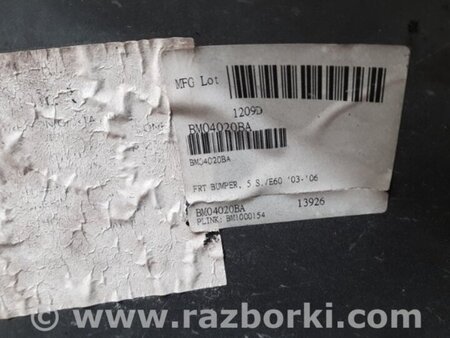 MFG Lot
1209D
BM04020BA
BM04020BA
FRT BUMPER, 5 S./E60 '03-'06
BM04020BA 13926
PLINK: BM1000154
© www.razborki.com